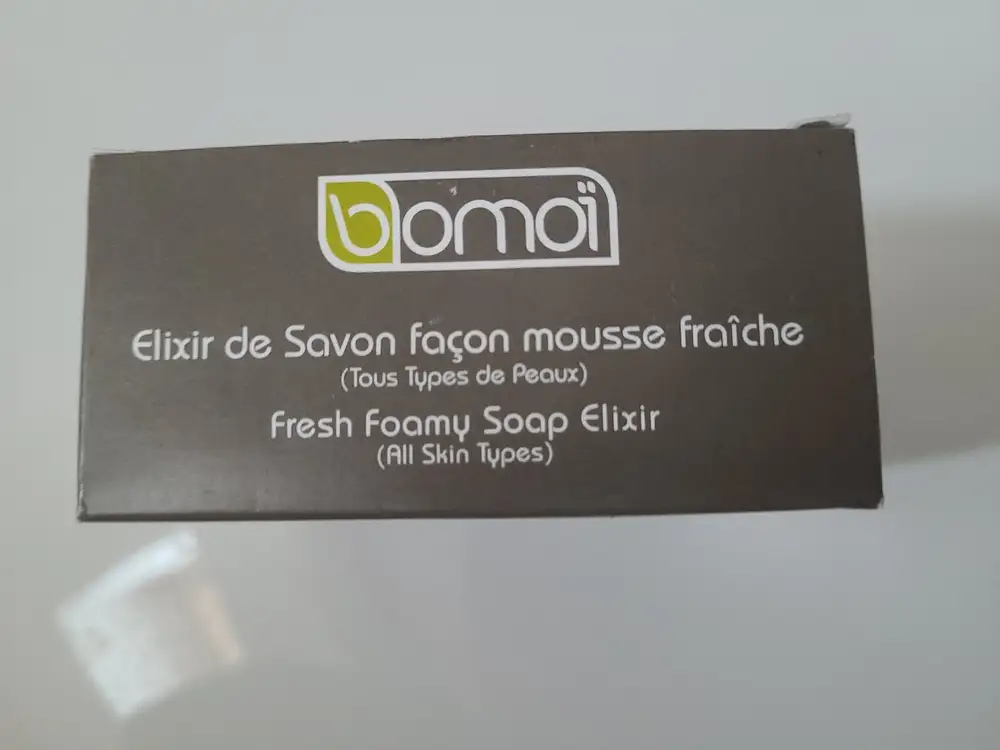 bomoï
Elixir de Savon façon mousse fraîche
(Tous Types de Peaux)
Fresh Foamy Soap Elixir
(All Skin Types)